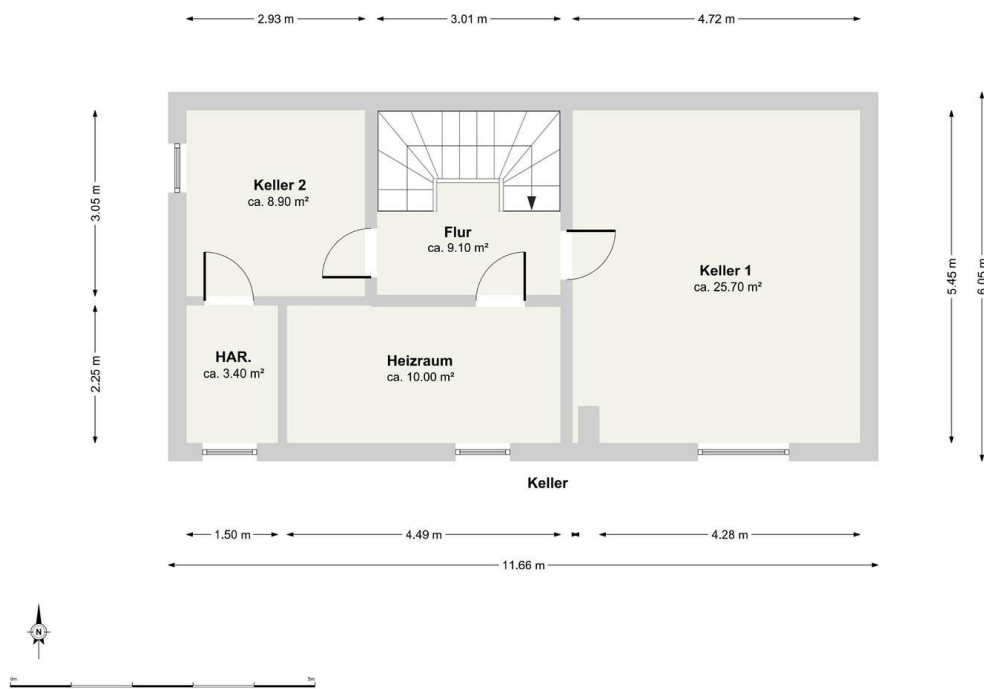 2.93 m
3.01 m
4.72 m
3.05 m
2.25 m
5.45 m
6.05 m
Keller 2
ca. 8.90 m²
Flur
ca. 9.10 m²
Keller 1
ca. 25.70 m²
HAR.
ca. 3.40 m²
Heizraum
ca. 10.00 m²
Keller
1.50 m
4.49 m
4.28 m
11.66 m
N
0m
5m